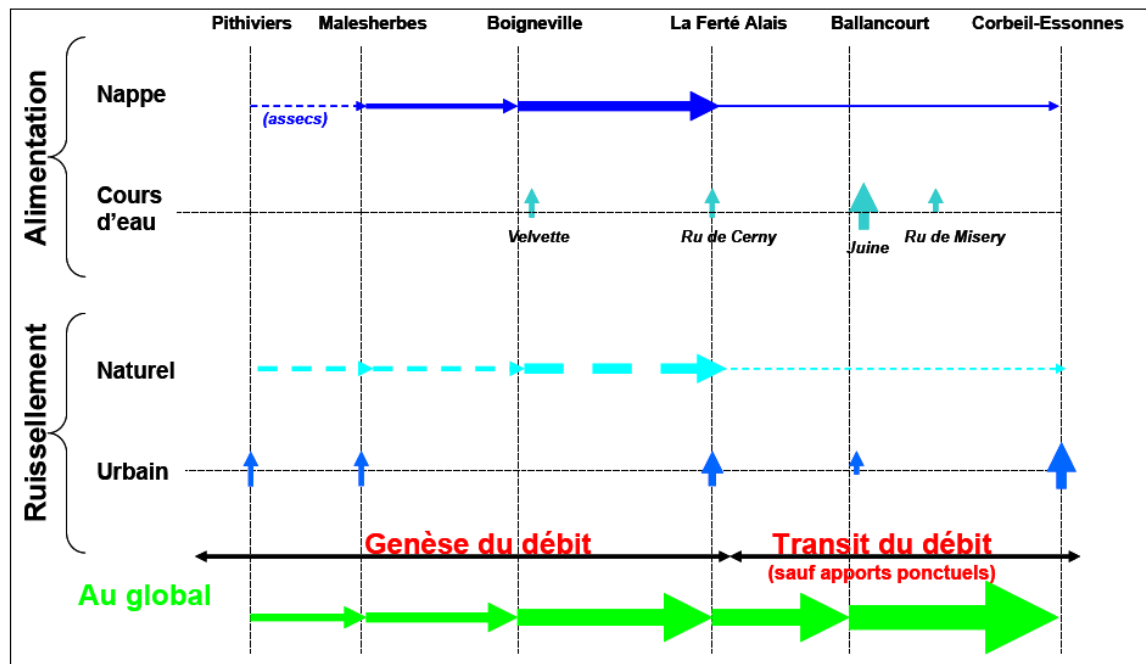 Pithiviers
Malesherbes
Boigneville
La Ferté Alais
Ballancourt
Corbeil-Essonnes
Alimentation
Nappe
(assecs)
Cours
d'eau
Velvette
Ru de Cerny
Juine
Ru de Misery
Ruissellement
Naturel
Urbain
Genèse du débit
Transit du débit
(sauf apports ponctuels)
Au global